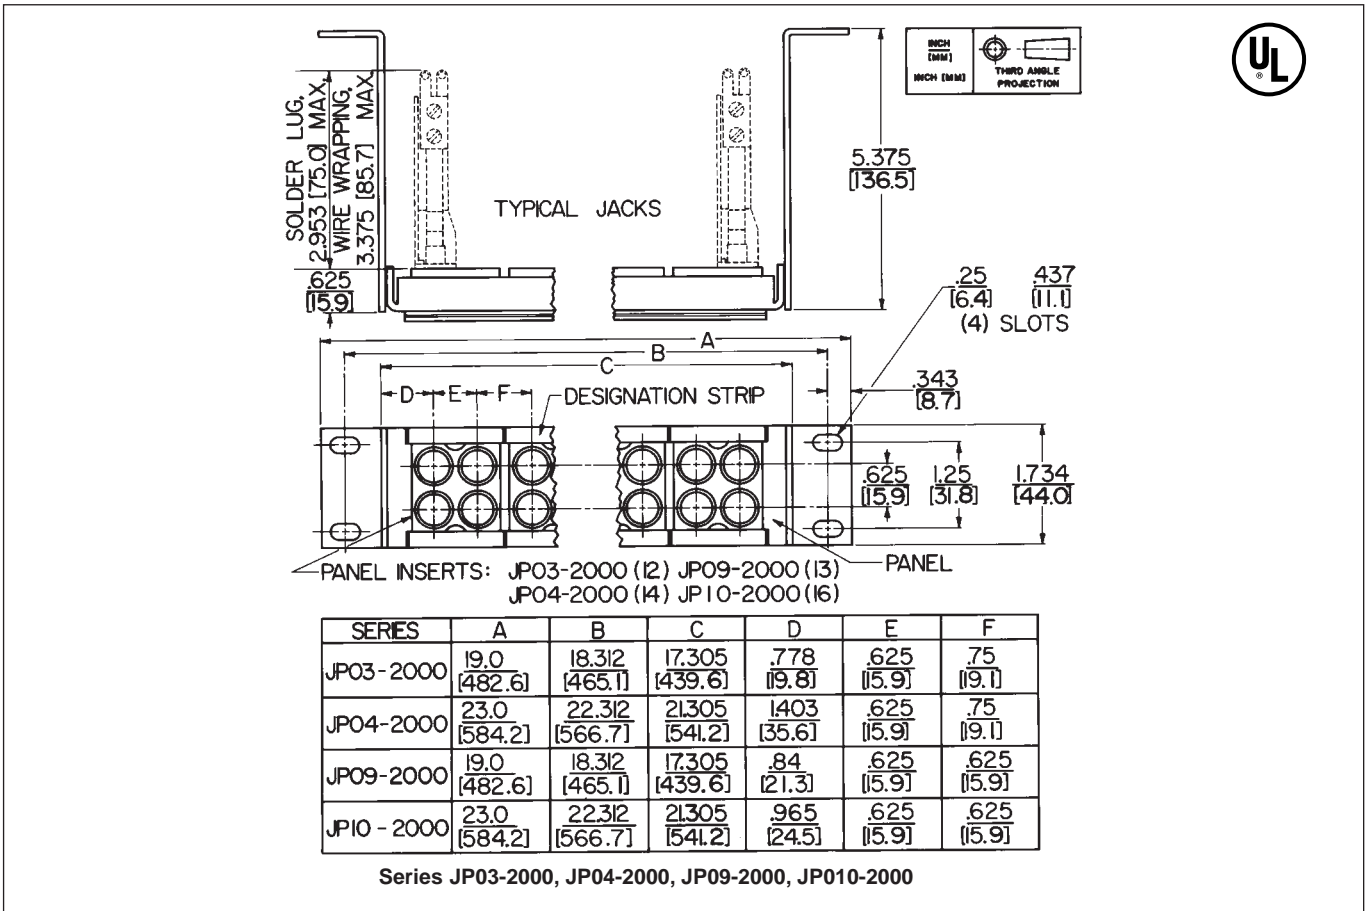 SOLDER LUG,
2.953 [75.0] MAX,
WIRE WRAPPING,
3.375 [85.7] MAX
.625
[15.9]
TYPICAL JACKS
5.375
[136.5]
INCH
[MM]
INCH [MM]
THIRD ANGLE
PROJECTION
UL
®
.25
[6.4]
.437
[11.1]
(4) SLOTS
A
B
C
D
E
F
DESIGNATION STRIP
.343
[8.7]
.625
[15.9]
1.25
[31.8]
1.734
[44.0]
PANEL INSERTS: JP03-2000 (12) JP09-2000 (13)
JP04-2000 (14) JP10-2000 (16)
PANEL
SERIES A B C D E F
JP03-2000 19.0 18.312 17.305 .778 .625 .75
[482.6] [465.1] [439.6] [19.8] [15.9] [19.1]
JP04-2000 23.0 22.312 21.305 1.403 .625 .75
[584.2] [566.7] [541.2] [35.6] [15.9] [19.1]
JP09-2000 19.0 18.312 17.305 .84 .625 .625
[482.6] [465.1] [439.6] [21.3] [15.9] [15.9]
JP10-2000 23.0 22.312 21.305 .965 .625 .625
[584.2] [566.7] [541.2] [24.5] [15.9] [15.9]
Series JP03-2000, JP04-2000, JP09-2000, JP010-2000